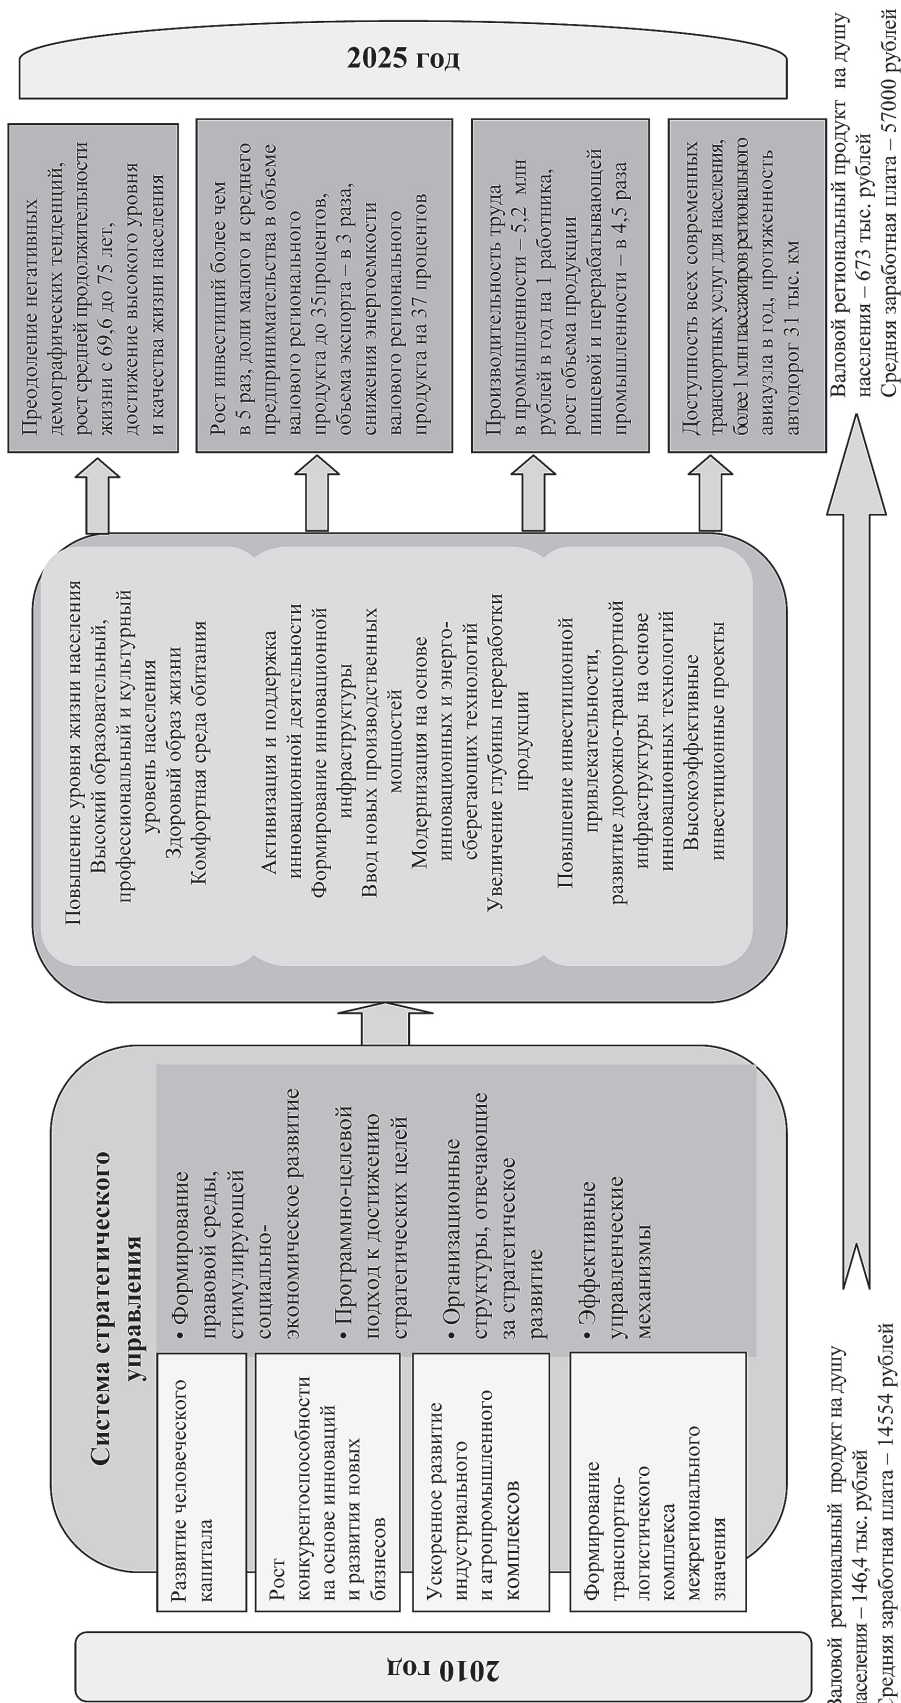 2010 год
Система стратегического
управления
Развитие человеческого
капитала
Рост
конкурентоспособности
на основе инноваций
и развития новых
бизнесов
Ускоренное развитие
индустриального
и агропромышленного
комплексов
Формирование
транспортно-
логистичекого
комплекса
межрегионального
значения
• Формирование
правовой среды,
стимулирующей
социально-
экономическое развитие
• Программно-целевой
подход к достижению
стратегических целей
• Организационные
структуры, отвечающие
за стратегическое
развитие
• Эффективные
управленческие
механизмы
Повышение уровня жизни населения
Высокий образовательный,
профессиональный и культурный
уровень населения
Здоровый образ жизни
Комфортная среда обитания
Активизация и поддержка
инновационной деятельности
Формирование инновационной
инфраструктуры
Ввод новых производственных
мощностей
Модернизация на основе
инновационных и энерго-
сберегающих технологий
Увеличение глубины переработки
продукции
Повышение инвестиционной
привлекательности,
развитие дорожно-транспортной
инфраструктуры на основе
инновационных технологий
Высокоэффективные
инвестиционные проекты
Преодоление негативных
демографических тенденций,
рост средней продолжительности
жизни с 69,6 до 75 лет,
достижение высокого уровня
и качества жизни населения
Рост инвестиций более чем
в 5 раз, доли малого и среднего
предпринимательства в объеме
валового регионального
продукта до 35 процентов,
объема экспорта – в 3 раза,
снижения энергоемкости
валового регионального
продукта на 37 процентов
Производительность труда
в промышленности – 5,2 млн
рублей в год на 1 работника,
рост объема продукции
пищевой и перерабатывающей
промышленности – в 4,5 раза
Доступность всех современных
транспортных услуг для населения,
более 1 млн пассажиров регионального
авиаузла в год, протяженность
автодорог 31 тыс. км
2025 год
Валовой региональный продукт на душу
населения – 146,4 тыс. рублей
Средняя заработная плата – 14554 рублей
Валовой региональный продукт на душу
населения – 673 тыс. рублей
Средняя заработная плата – 57000 рублей